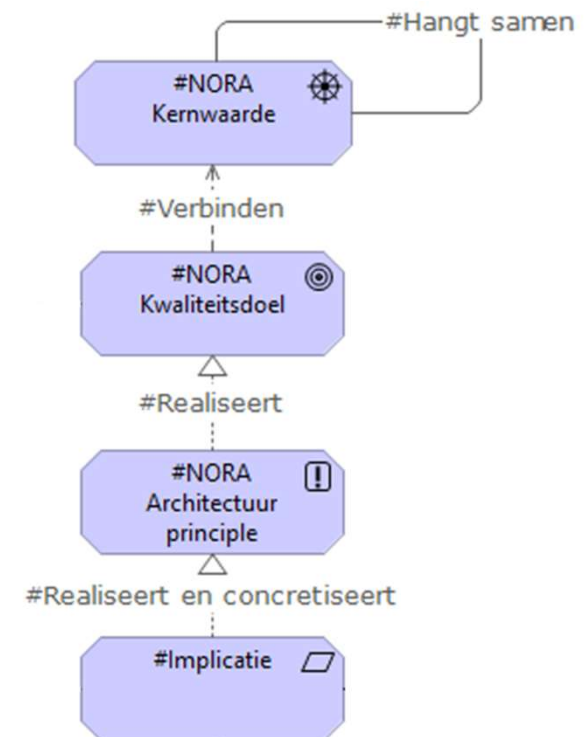 #Hangt samen
#NORA
Kernwaarde
#Verbinden
#NORA
Kwaliteitsdoel
#Realiseert
#NORA
Architectuur
principle
#Realiseert en concretiseert
#Implicatie